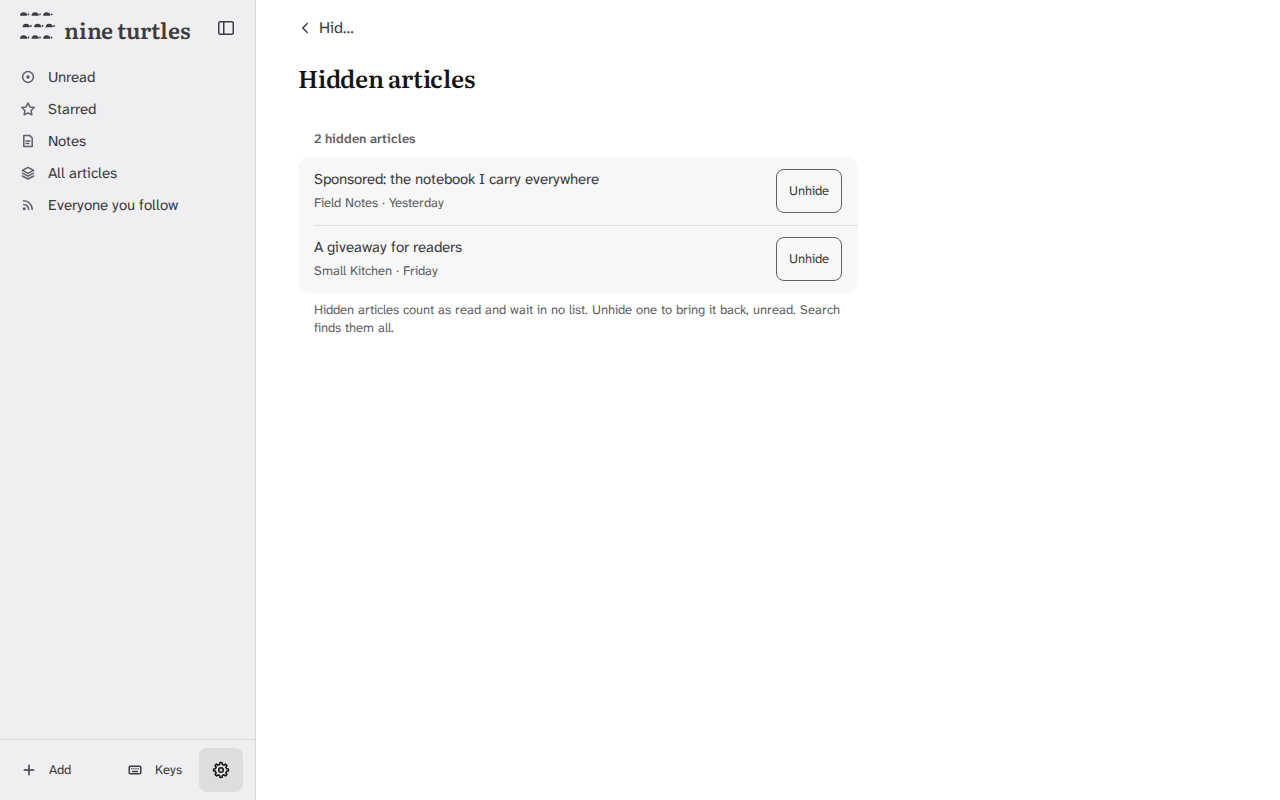 nine turtles
Unread
Starred
Notes
All articles
Everyone you follow
Add
Keys
Hid…
Hidden articles
2 hidden articles
Sponsored: the notebook I carry everywhere
Field Notes · Yesterday
Unhide
A giveaway for readers
Small Kitchen · Friday
Unhide
Hidden articles count as read and wait in no list. Unhide one to bring it back, unread. Search
finds them all.